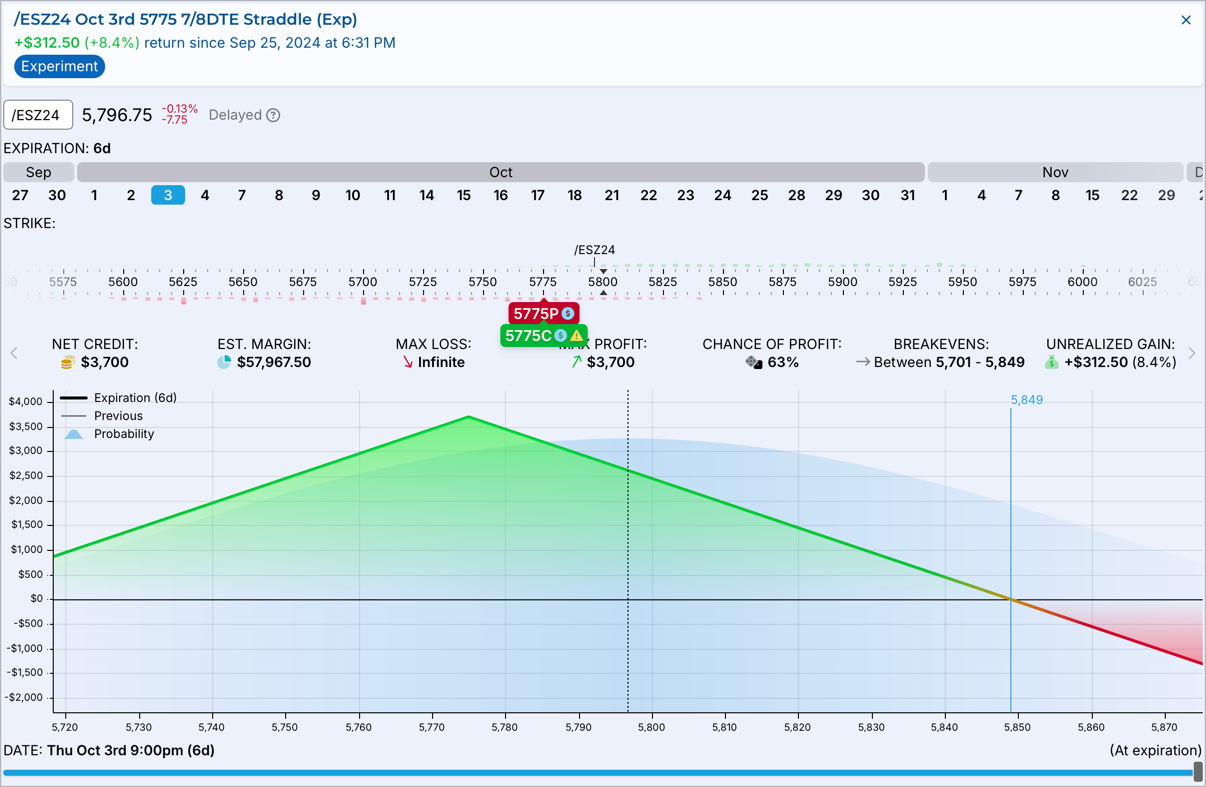 /ESZ24 Oct 3rd 5775 7/8DTE Straddle (Exp)
+$312.50 (+8.4%) return since Sep 25, 2024 at 6:31 PM
Experiment
/ESZ24 5,796.75 -0.13% -7.75 Delayed ?
EXPIRATION: 6d
Sep Oct Nov D
27 30 1 2 3 4 7 8 9 10 11 14 15 16 17 18 21 22 23 24 25 28 29 30 31 1 4 7 8 15 22 29 2
STRIKE:
/ESZ24
50 5575 5600 5625 5650 5675 5700 5725 5750 5775 5800 5825 5850 5875 5900 5925 5950 5975 6000 6025 60
5775P $
5775C $
NET CREDIT: EST. MARGIN: MAX LOSS: MAX PROFIT: CHANCE OF PROFIT: BREAKEVENS: UNREALIZED GAIN:
$3,700 $57,967.50 Infinite $3,700 63% Between 5,701 - 5,849 +$312.50 (8.4%)
5,849
Expiration (6d)
Previous
Probability
$4,000
$3,500
$3,000
$2,500
$2,000
$1,500
$1,000
$500
$0
-$500
-$1,000
-$1,500
-$2,000
5,720 5,730 5,740 5,750 5,760 5,770 5,780 5,790 5,800 5,810 5,820 5,830 5,840 5,850 5,860 5,870
DATE: Thu Oct 3rd 9:00pm (6d) (At expiration)